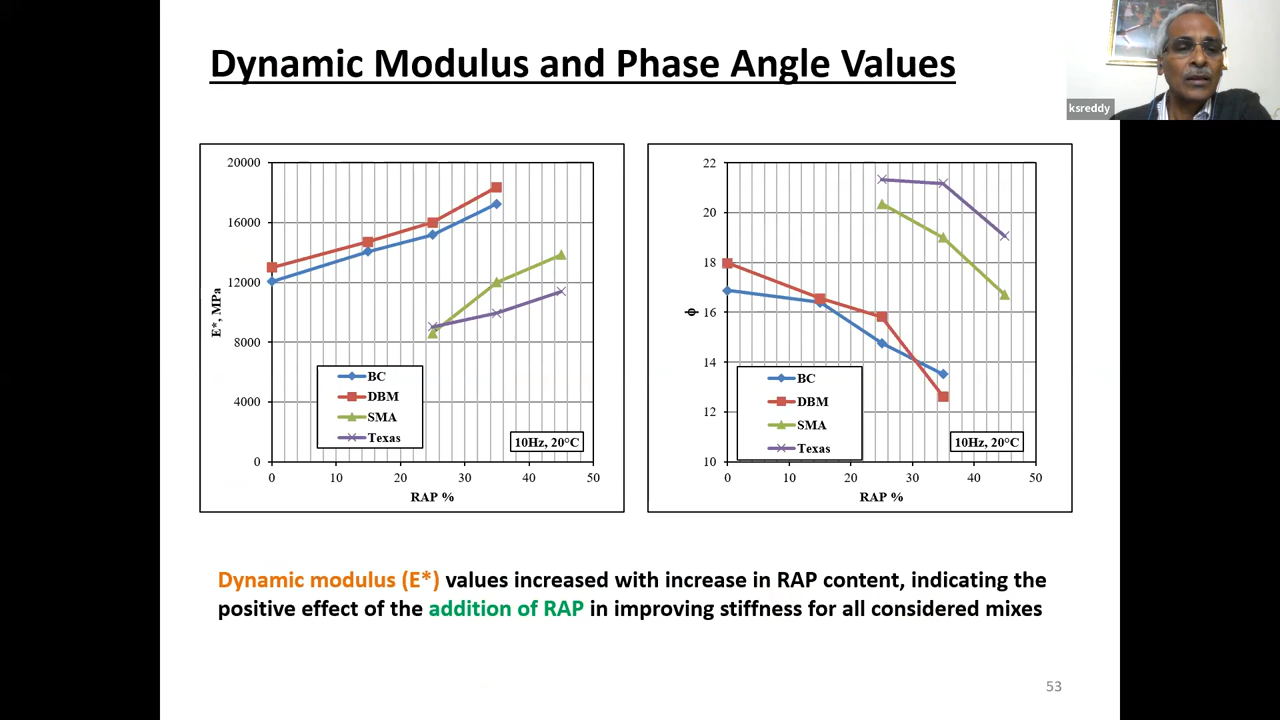 Dynamic Modulus and Phase Angle Values
ksreddy
20000
16000
12000
8000
4000
0
E*, MPa
BC
DBM
SMA
Texas
10Hz, 20°C
0 10 20 30 40 50
RAP %
22
20
18
16
14
12
10
ϕ
BC
DBM
SMA
Texas
10Hz, 20°C
0 10 20 30 40 50
RAP %
Dynamic modulus (E*) values increased with increase in RAP content, indicating the
positive effect of the addition of RAP in improving stiffness for all considered mixes
53